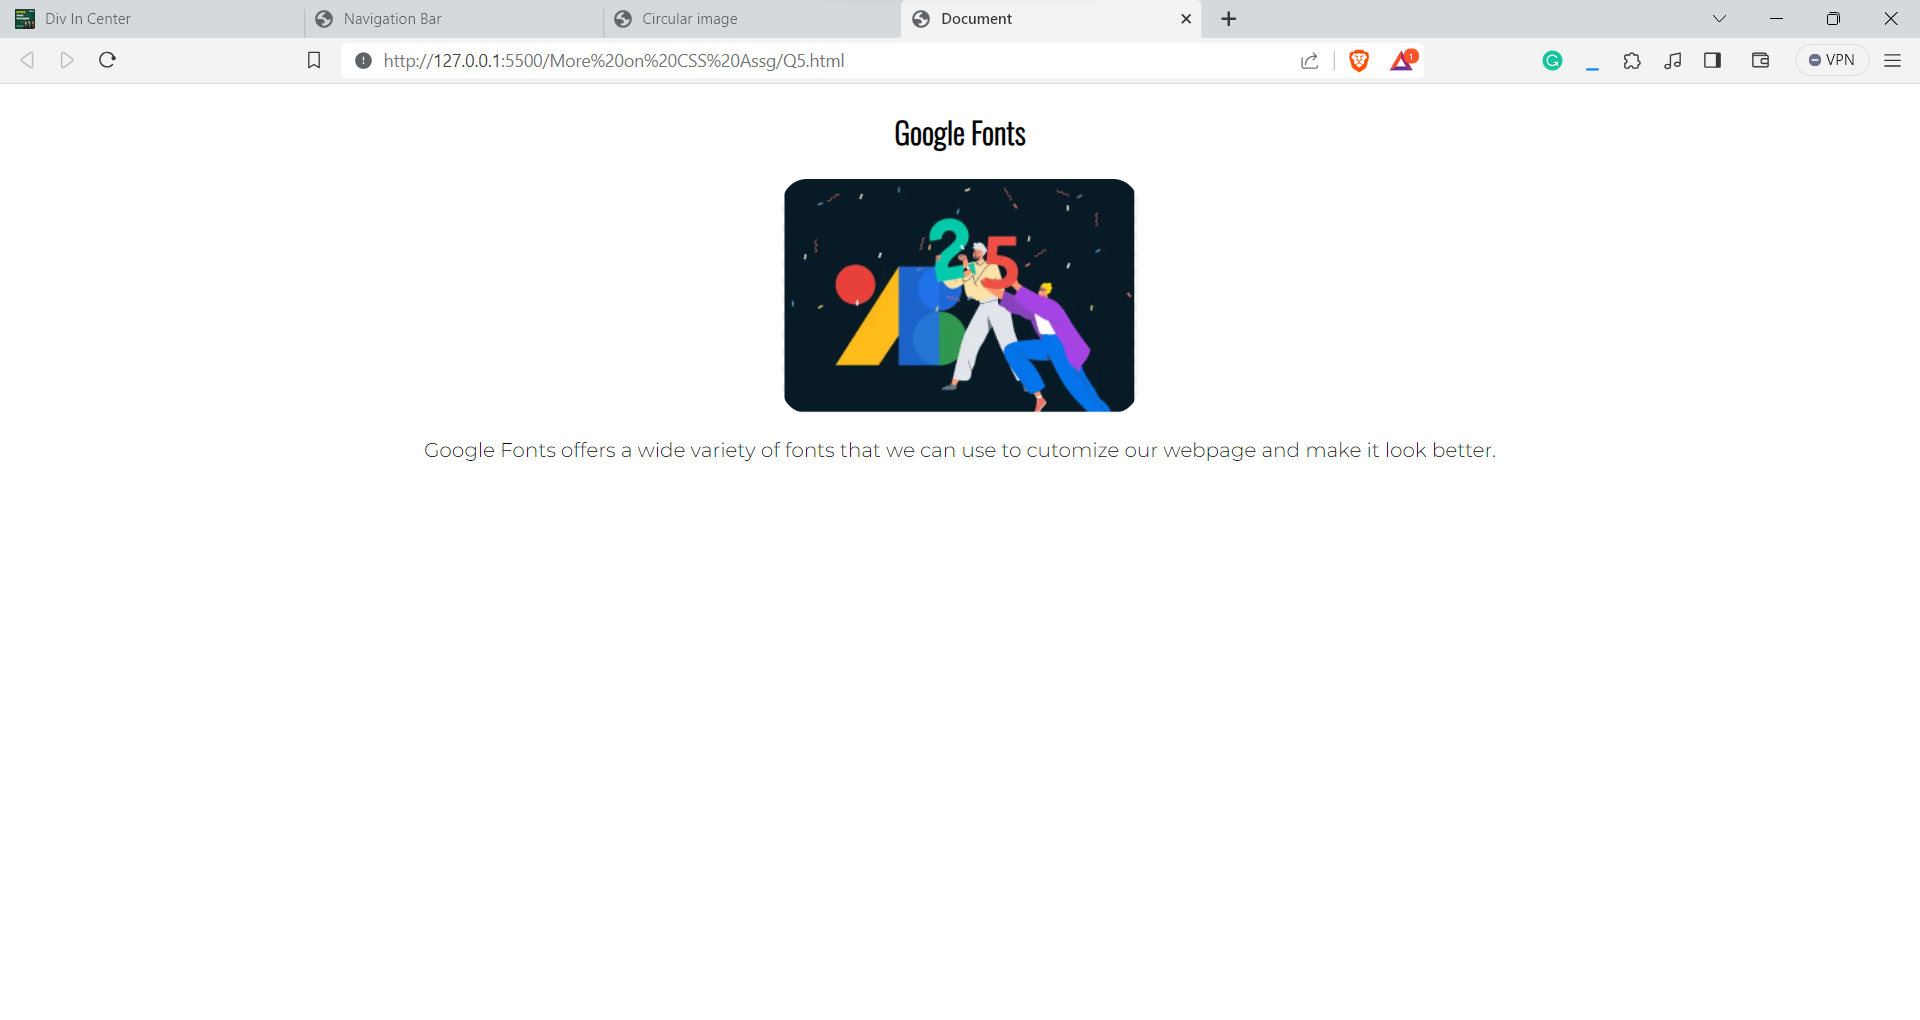 Div In Center
Navigation Bar
Circular image
Document
http://127.0.0.1:5500/More%20on%20CSS%20Assg/Q5.html
1
VPN
Google Fonts
25
Google Fonts offers a wide variety of fonts that we can use to cutomize our webpage and make it look better.